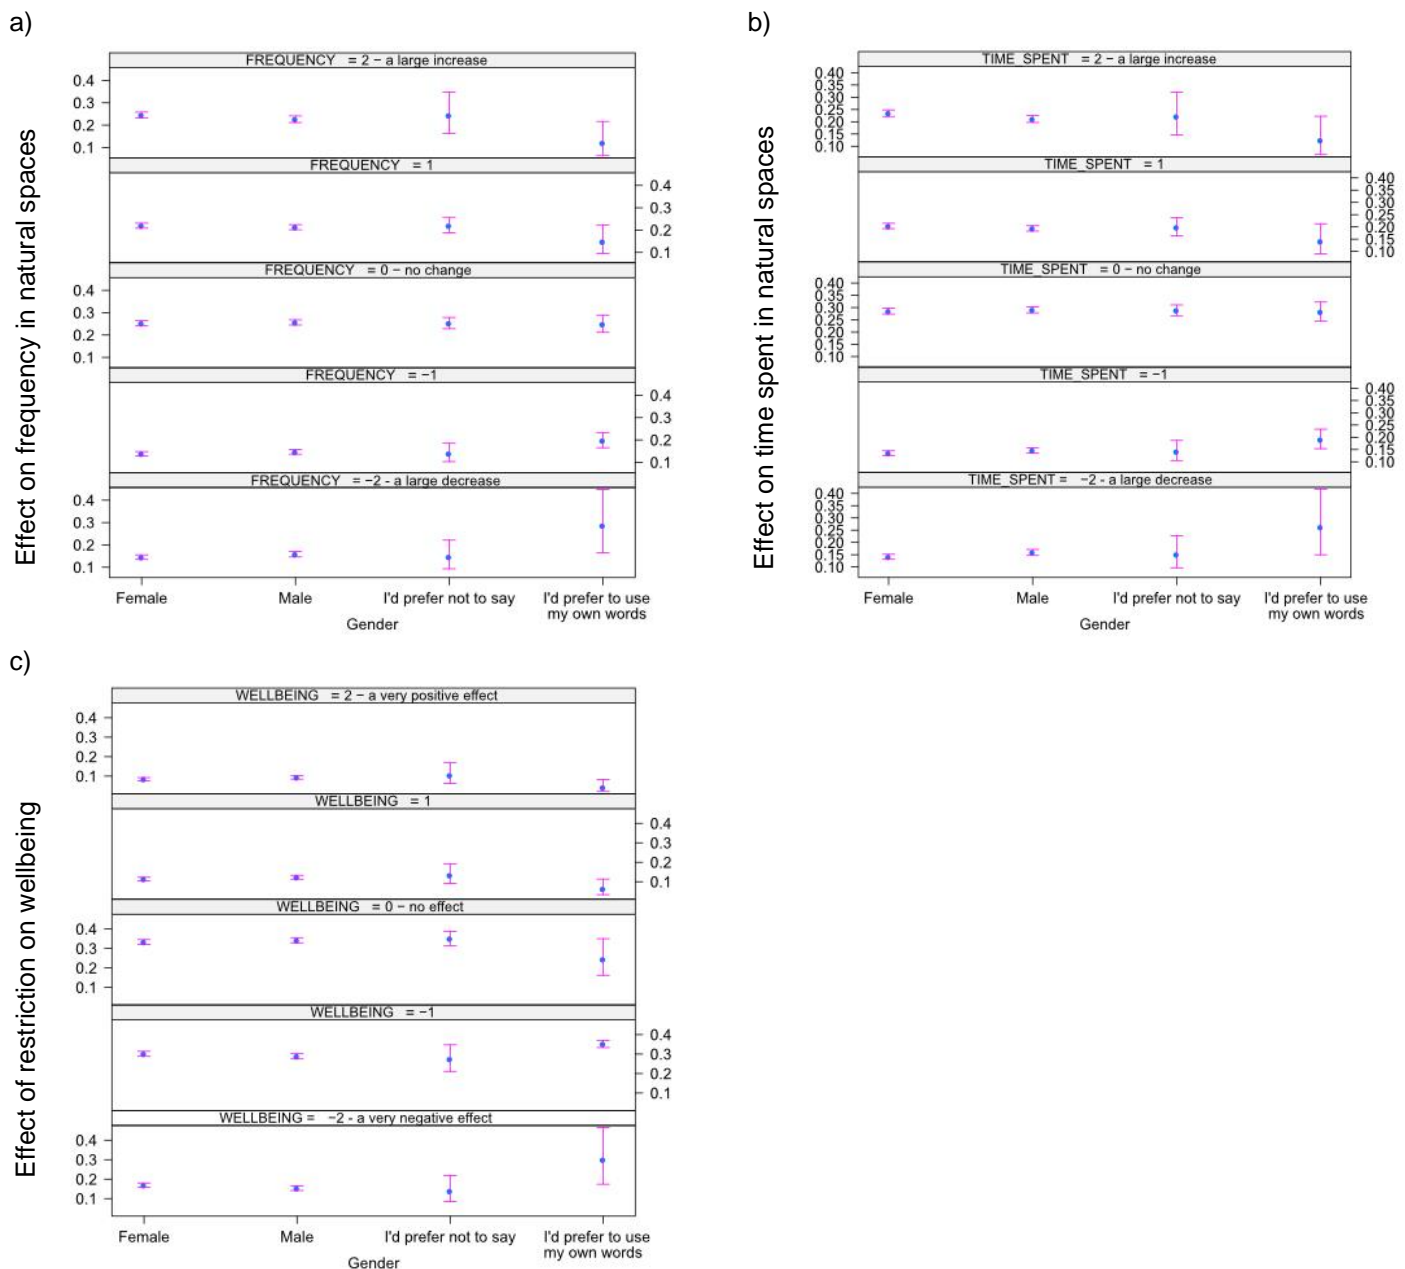 a)
Effect on frequency in natural spaces
FREQUENCY = 2 − a large increase
0.4
0.3
0.2
0.1
FREQUENCY = 1
0.4
0.3
0.2
0.1
FREQUENCY = 0 − no change
0.4
0.3
0.2
0.1
FREQUENCY = −1
0.4
0.3
0.2
0.1
FREQUENCY = −2 - a large decrease
0.4
0.3
0.2
0.1
Female Male I'd prefer not to say I'd prefer to use
my own words
Gender
b)
Effect on time spent in natural spaces
TIME_SPENT = 2 − a large increase
0.40
0.35
0.30
0.25
0.20
0.15
0.10
TIME_SPENT = 1
0.40
0.35
0.30
0.25
0.20
0.15
0.10
TIME_SPENT = 0 − no change
0.40
0.35
0.30
0.25
0.20
0.15
0.10
TIME_SPENT = −1
0.40
0.35
0.30
0.25
0.20
0.15
0.10
TIME_SPENT = −2 - a large decrease
0.40
0.35
0.30
0.25
0.20
0.15
0.10
Female Male I'd prefer not to say I'd prefer to use
my own words
Gender
c)
Effect of restriction on wellbeing
WELLBEING = 2 − a very positive effect
0.4
0.3
0.2
0.1
WELLBEING = 1
0.4
0.3
0.2
0.1
WELLBEING = 0 − no effect
0.4
0.3
0.2
0.1
WELLBEING = −1
0.4
0.3
0.2
0.1
WELLBEING = −2 - a very negative effect
0.4
0.3
0.2
0.1
Female Male I'd prefer not to say I'd prefer to use
my own words
Gender